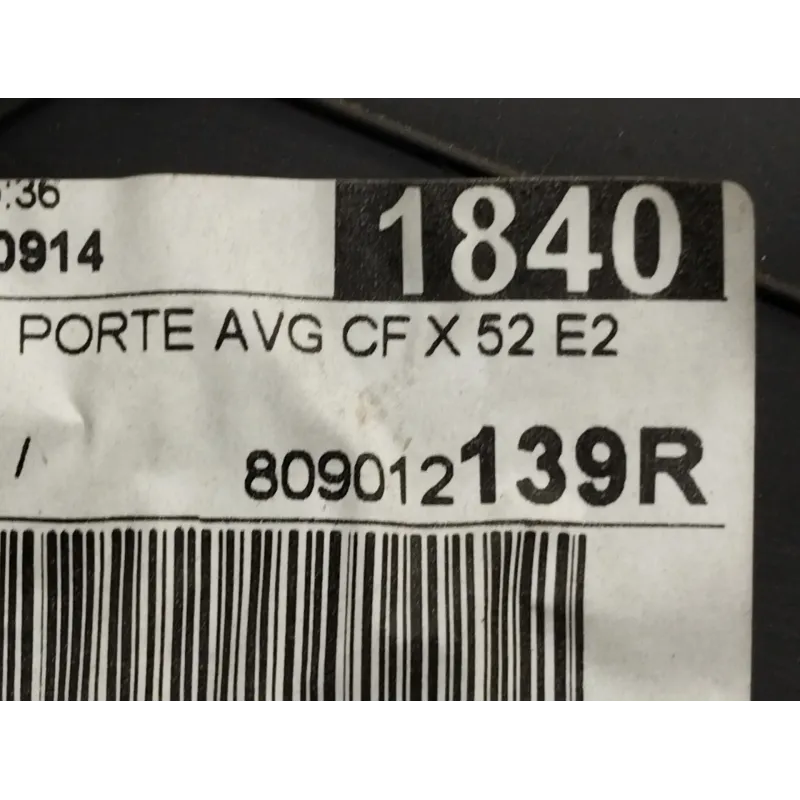 :36
0914
1840
PORTE AVG CF X 52 E2
/ 809012139R